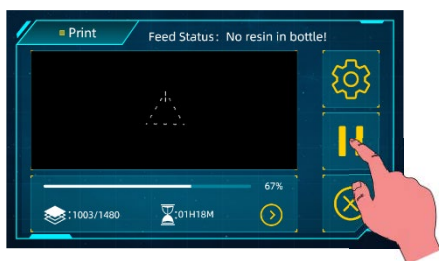 Print
Feed Status: No resin in bottle!
67%
:1003/1480
:01H18M